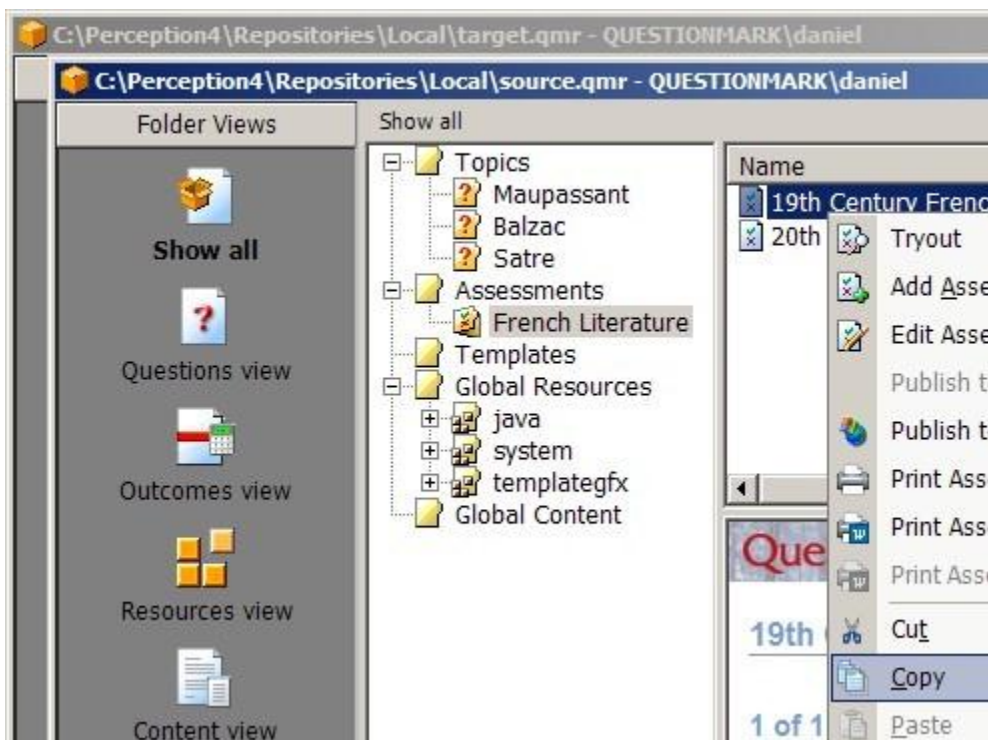 C:\Perception4\Repositories\Local\target.qmr - QUESTIONMARK\daniel
C:\Perception4\Repositories\Local\source.qmr - QUESTIONMARK\daniel
Folder Views
Show all
Questions view
Outcomes view
Resources view
Content view
Show all
Topics
Maupassant
Balzac
Satre
Assessments
French Literature
Templates
Global Resources
java
system
templategfx
Global Content
Name
19th Century Frenc
20th
Tryout
Add Asse
Edit Asse
Publish t
Publish t
Print Ass
Print Ass
Print Ass
Cut
Copy
Paste
Que
19th
1 of 1